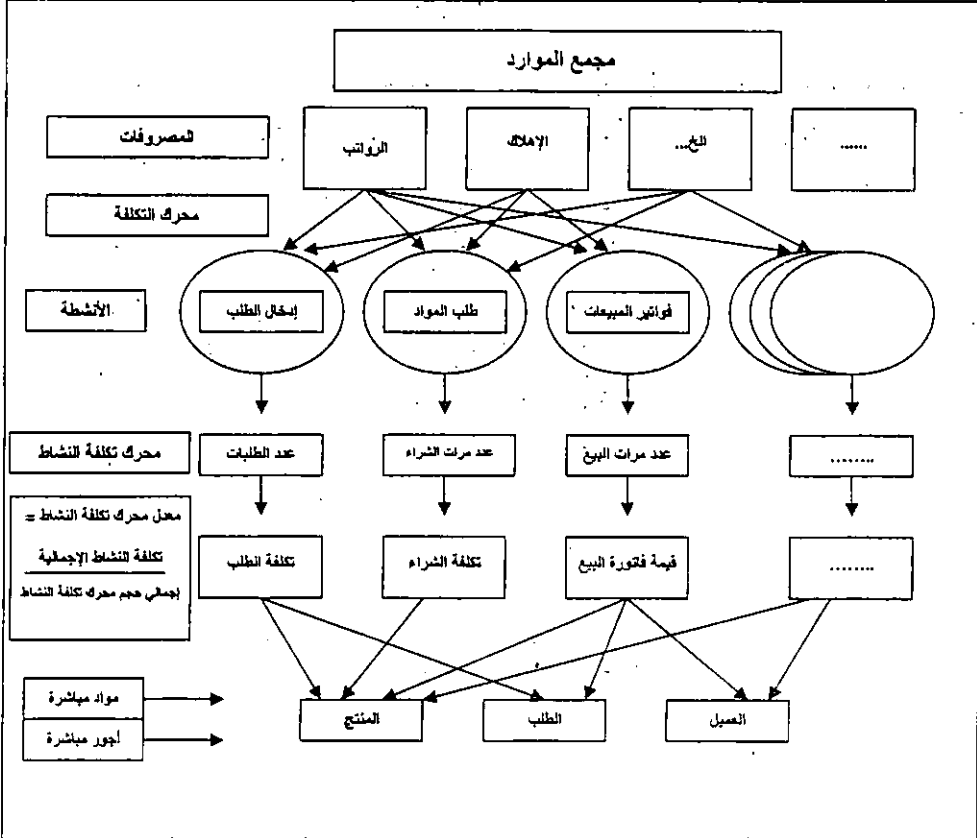 مجمع الموارد
المصروفات
الرواتب
الإهلاك
الخ...
......
محرك التكلفة
الأنشطة
إدخال الطلب
طلب المواد
فواتير المبيعات
محرك تكلفة النشاط
عدد الطلبات
عدد مرات الشراء
عدد مرات البيع
........
معدل محرك تكلفة النشاط =
تكلفة النشاط الإجمالية
إجمالي حجم محرك تكلفة النشاط
تكلفة الطلب
تكلفة الشراء
قيمة فاتورة البيع
........
مواد مباشرة
أجور مباشرة
المنتج
الطلب
العميل